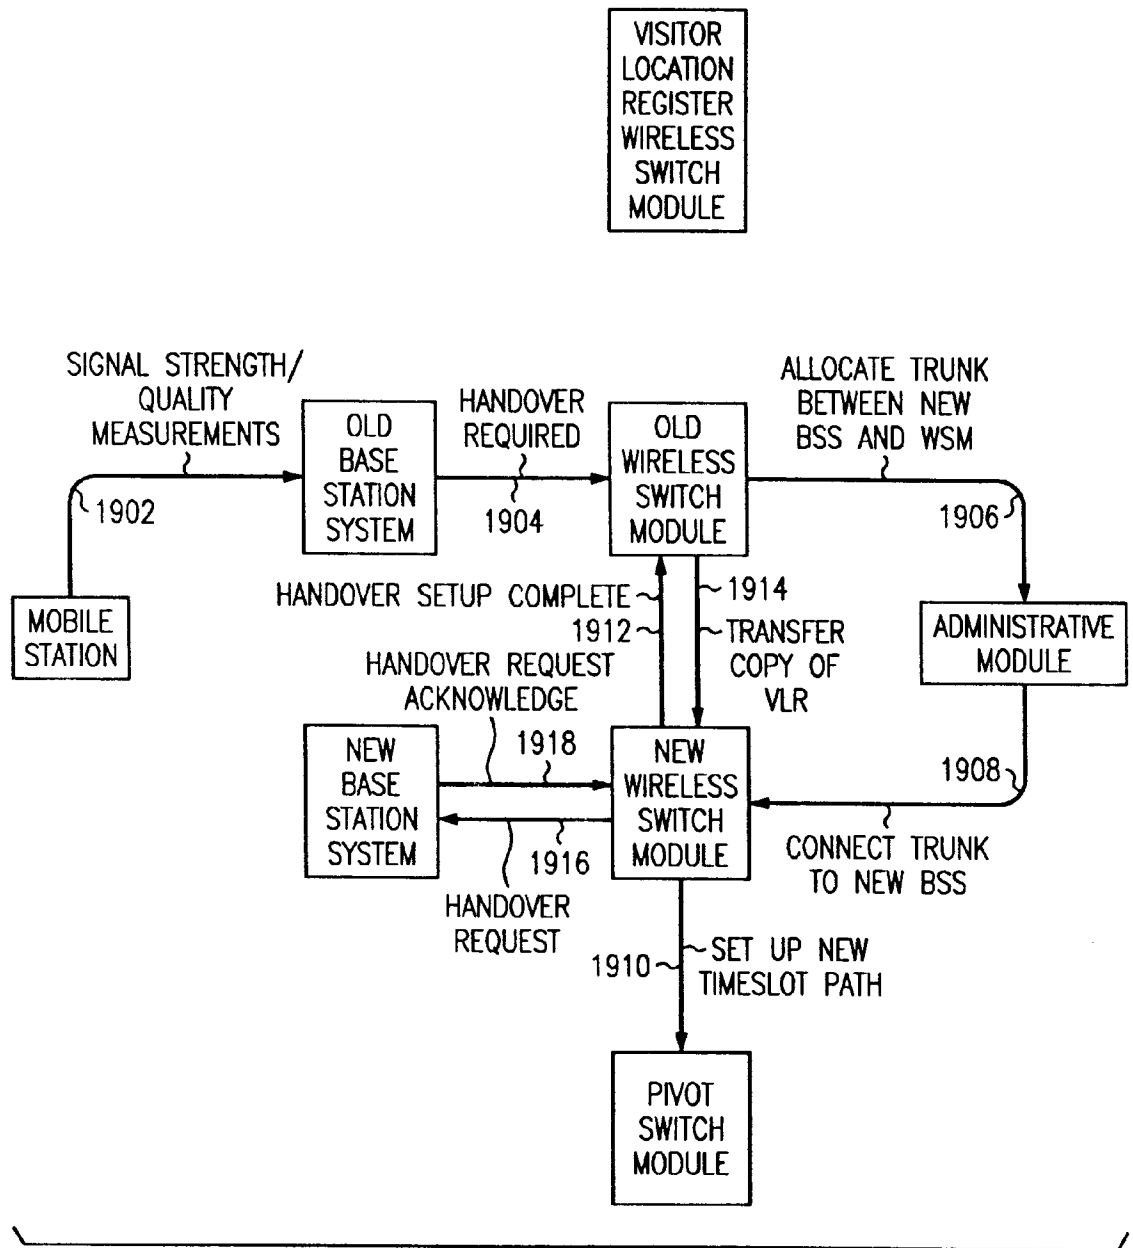 VISITOR
LOCATION
REGISTER
WIRELESS
SWITCH
MODULE
SIGNAL STRENGTH/
QUALITY
MEASUREMENTS
1902
MOBILE
STATION
OLD
BASE
STATION
SYSTEM
HANDOVER
REQUIRED
1904
OLD
WIRELESS
SWITCH
MODULE
ALLOCATE TRUNK
BETWEEN NEW
BSS AND WSM
1906
ADMINISTRATIVE
MODULE
HANDOVER SETUP COMPLETE
1912
1914
TRANSFER
COPY OF
VLR
HANDOVER REQUEST
ACKNOWLEDGE
1918
NEW
BASE
STATION
SYSTEM
1916
HANDOVER
REQUEST
NEW
WIRELESS
SWITCH
MODULE
1908
CONNECT TRUNK
TO NEW BSS
1910
SET UP NEW
TIMESLOT PATH
PIVOT
SWITCH
MODULE